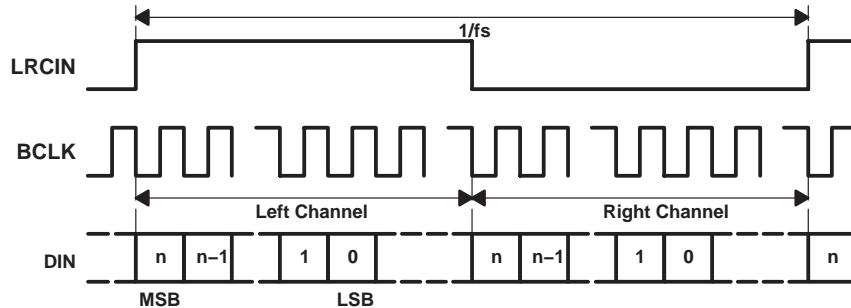 1/fs
LRCIN
BCLK
Left Channel Right Channel
DIN n n−1 1 0 n n−1 1 0 n
MSB LSB